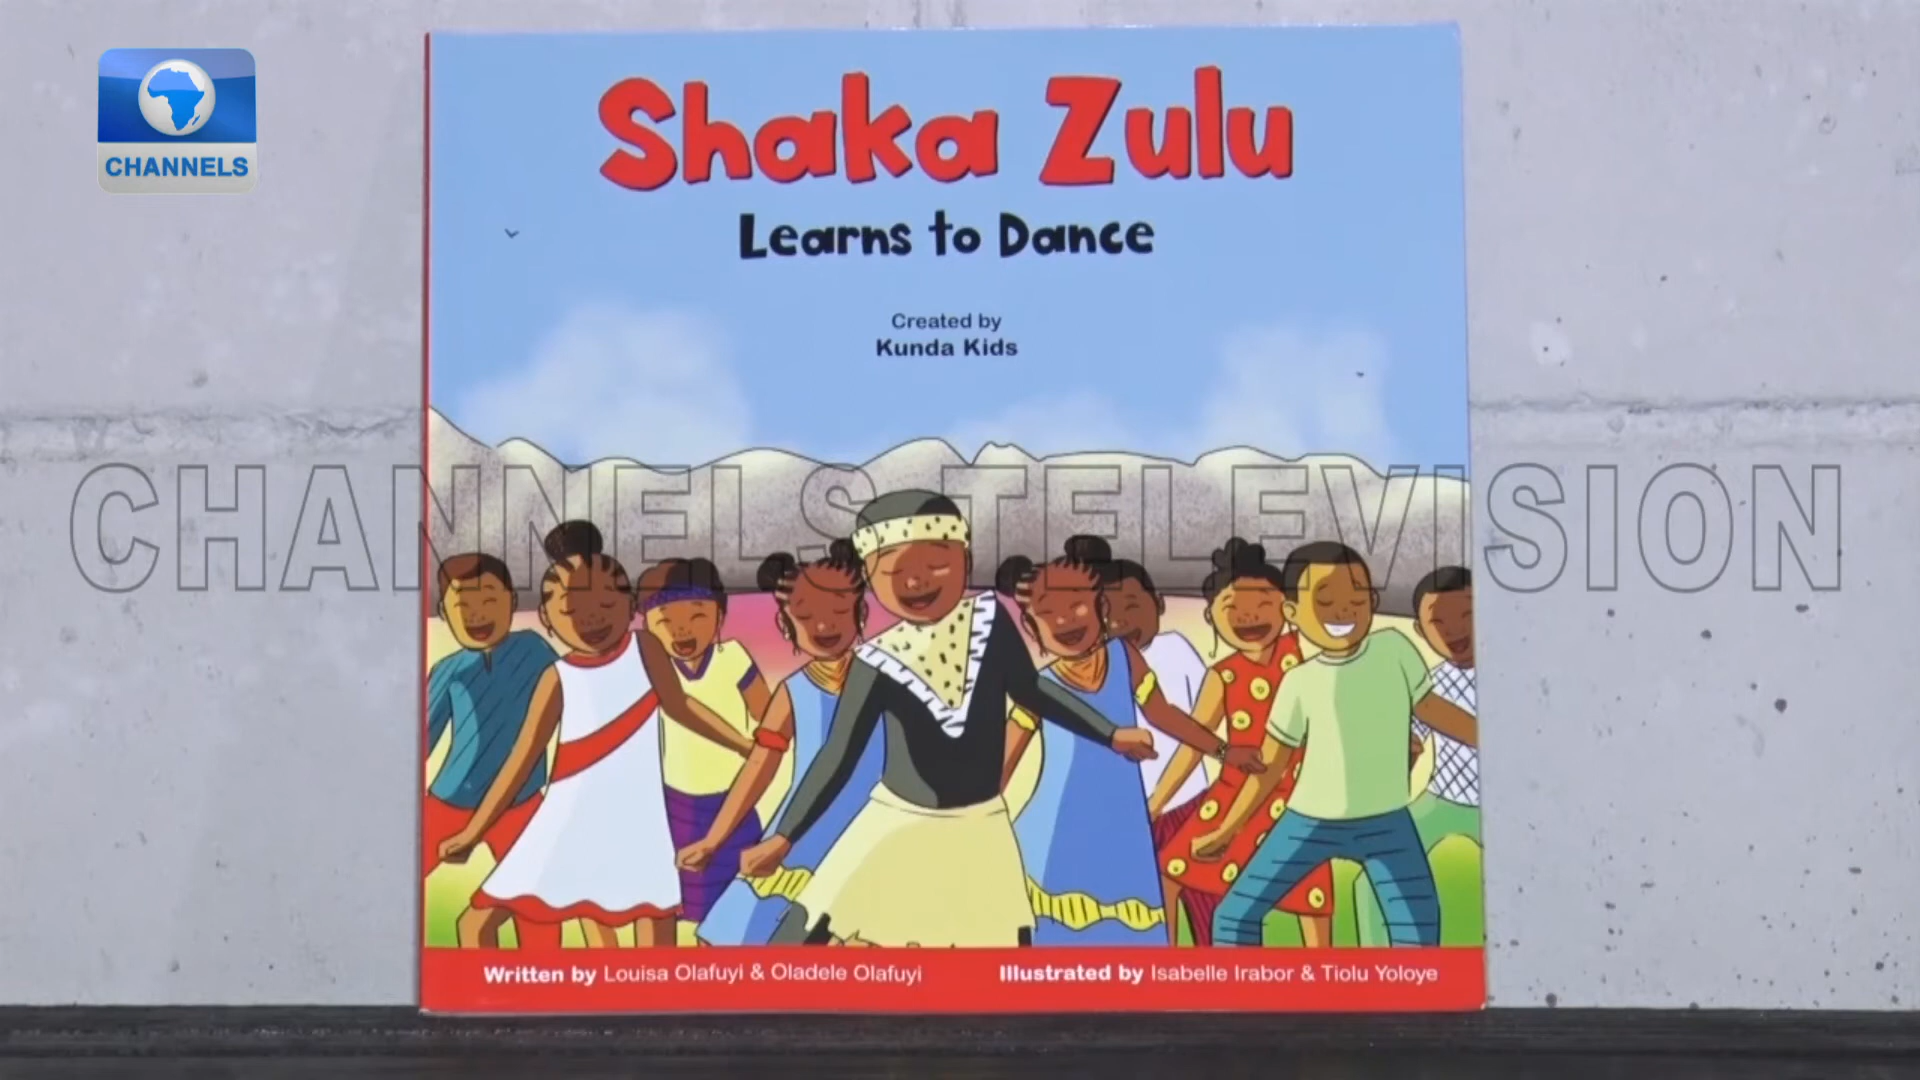 CHANNELS
Shaka Zulu
Learns to Dance
Created by
Kunda Kids
CHANNELS TELEVISION
Written by Louisa Olafuyi & Oladele Olafuyi
Illustrated by Isabelle Irabor & Tiolu Yoloye